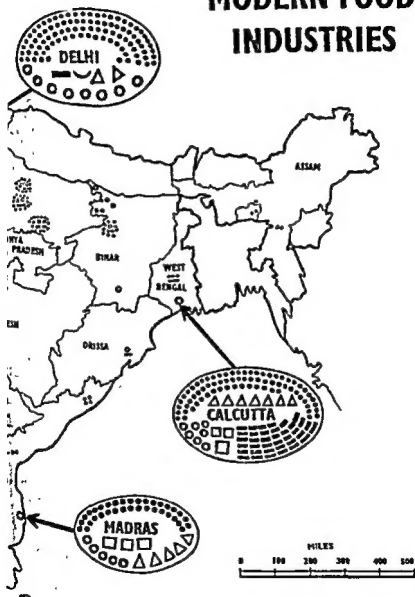 MODERN FOOD
INDUSTRIES
DELHI
ASSAM
PRADESH
BIHAR
WEST
BENGAL
ORISSA
CALCUTTA
MADRAS
MILES
0 100 200 300 400 500